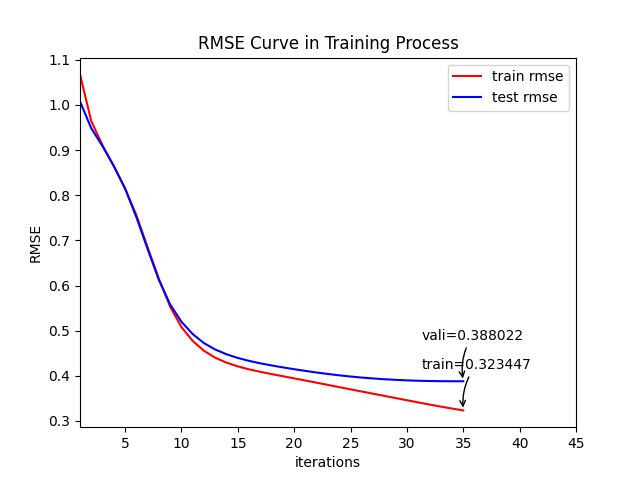 RMSE Curve in Training Process
1.1
1.0
0.9
0.8
0.7
0.6
0.5
0.4
0.3
RMSE
train rmse
test rmse
vali=0.388022
train=0.323447
5 10 15 20 25 30 35 40 45
iterations